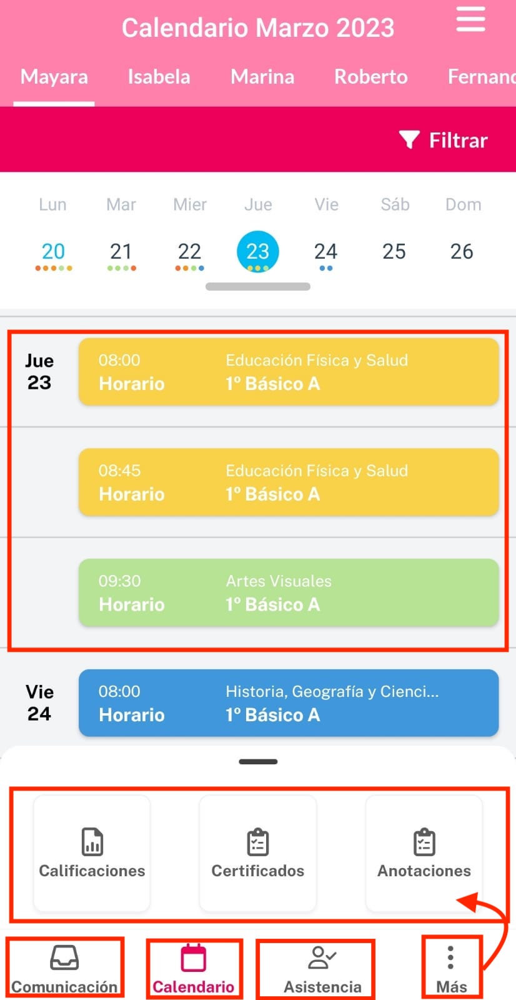 Calendario Marzo 2023
Mayara Isabela Marina Roberto
Filtrar
Lun Mar Mier Jue Vie Sáb Dom
20 21 22 23 24 25 26
Jue
23
08:00 Educación Física y Salud
Horario 1º Básico A
08:45 Educación Física y Salud
Horario 1º Básico A
09:30 Artes Visuales
Horario 1º Básico A
Vie
24
08:00 Historia, Geografía y Cienci...
Horario 1º Básico A
Calificaciones Certificados Anotaciones
Comunicación Calendario Asistencia Más